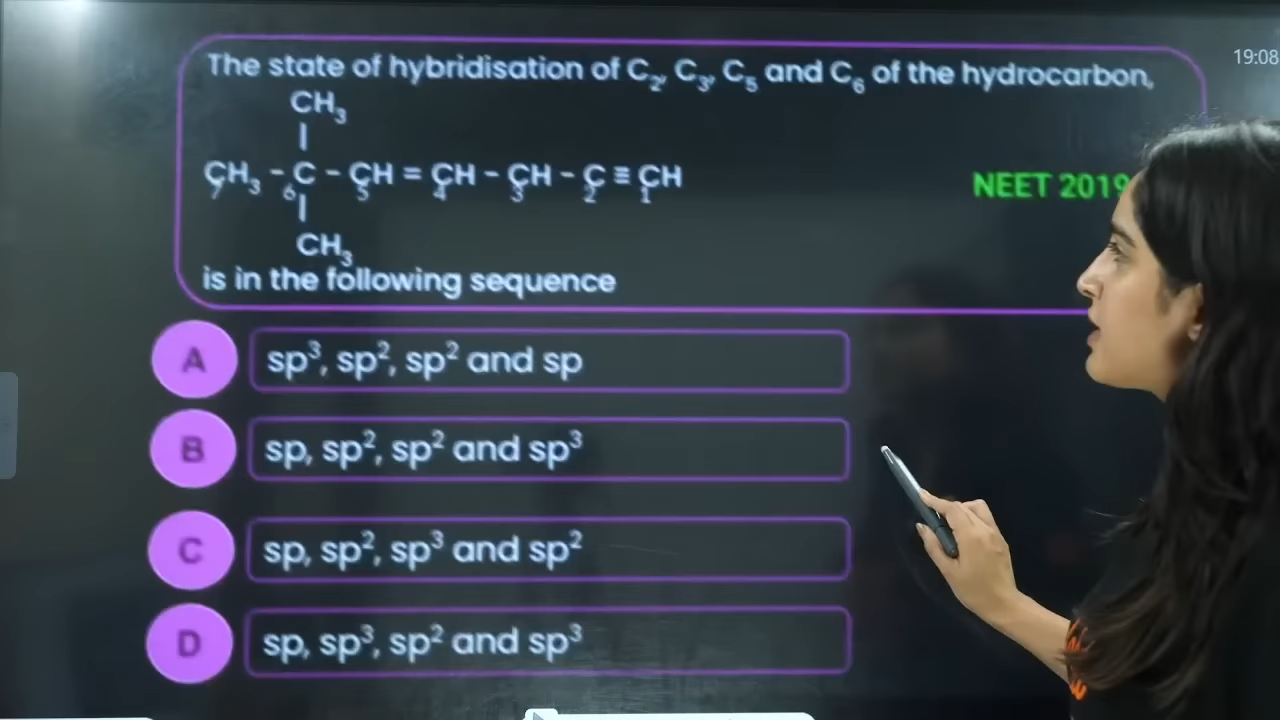 The state of hybridisation of C₂, C₃, C₅ and C₆ of the hydrocarbon,
19:08
CH₃
|
CH₃ - C - CH = CH - CH - C ≡ CH
7 6 5 4 3 2 1
NEET 2019
|
CH₃
is in the following sequence
A sp³, sp², sp² and sp
B sp, sp², sp² and sp³
C sp, sp², sp³ and sp²
D sp, sp³, sp² and sp³